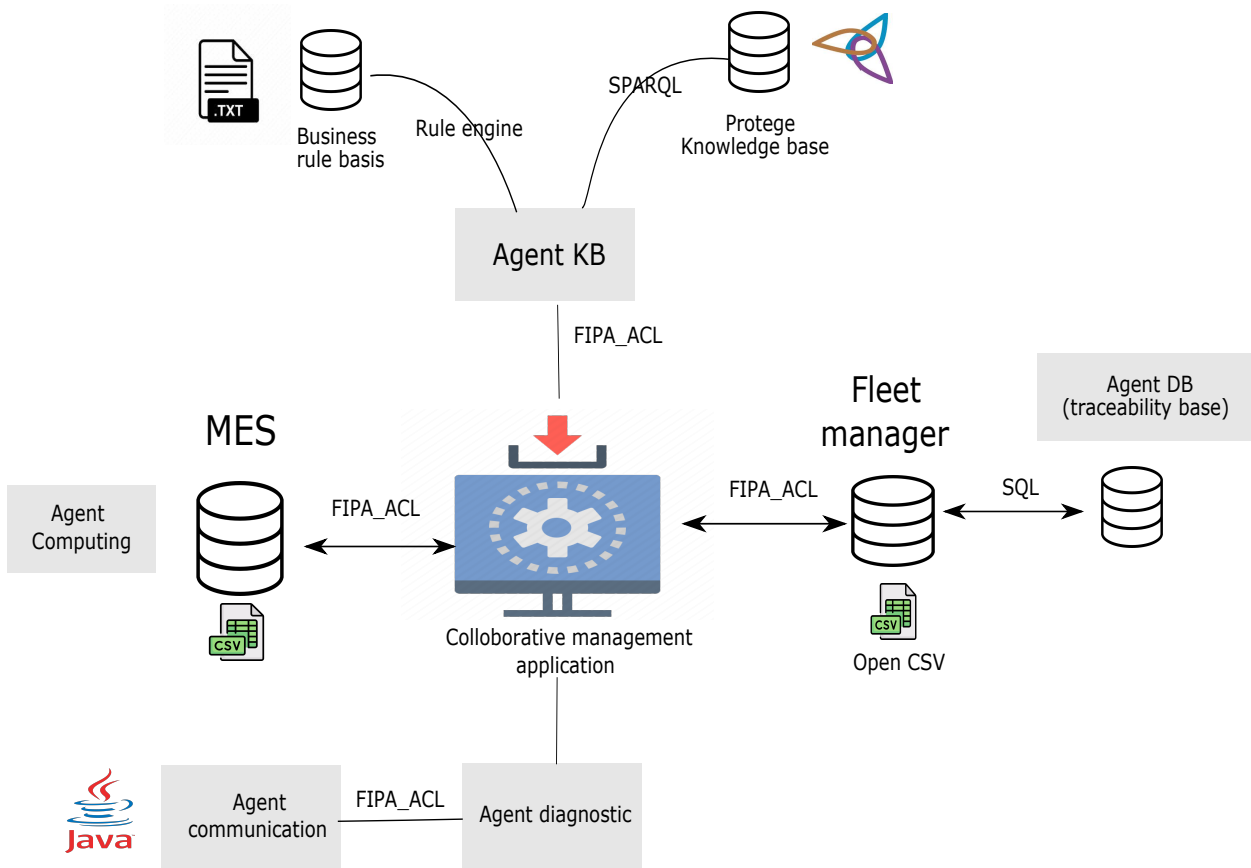 .TXT
Business
rule basis
Rule engine
SPARQL
Protege
Knowledge base
Agent KB
FIPA_ACL
MES
Fleet
manager
Agent DB
(traceability base)
Agent
Computing
FIPA_ACL
FIPA_ACL
SQL
CSV
CSV
Open CSV
Colloborative management
application
Java
Agent
communication
FIPA_ACL
Agent diagnostic